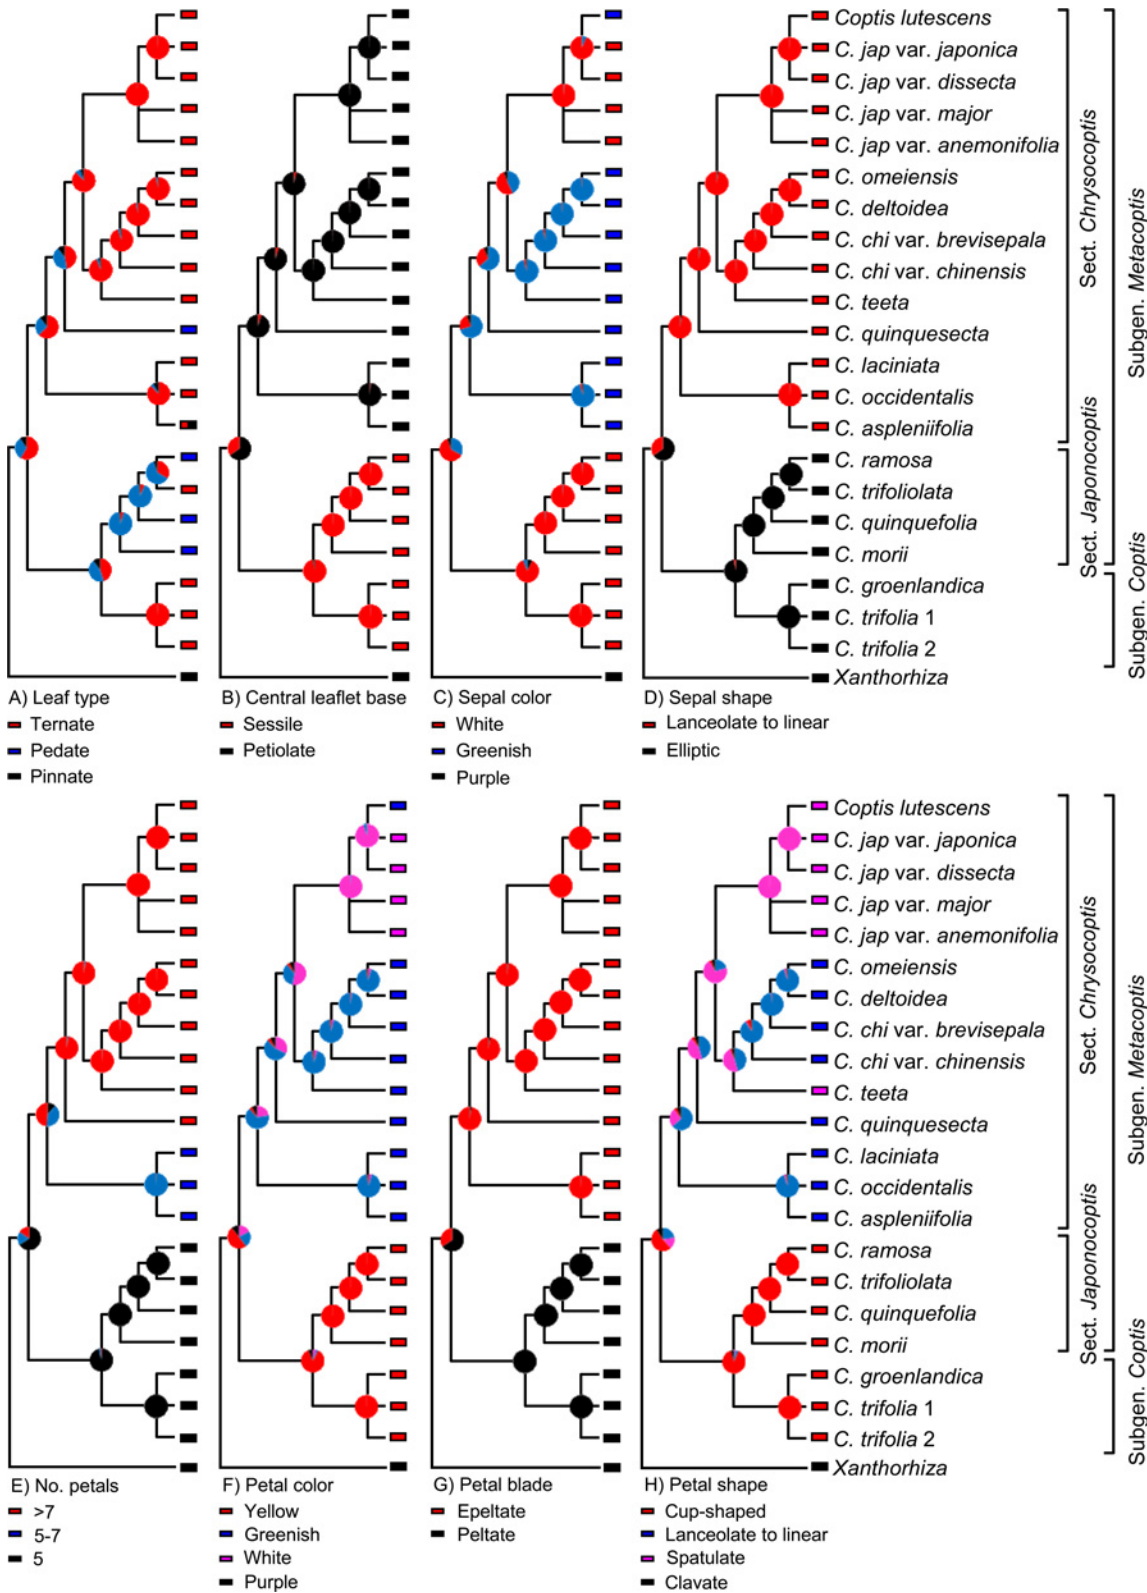 Coptis lutescens
C. jap var. japonica
C. jap var. dissecta
C. jap var. major
C. jap var. anemonifolia
C. omeiensis
C. deltoidea
C. chi var. brevisepala
C. chi var. chinensis
C. teeta
C. quinquesecta
C. laciniata
C. occidentalis
C. aspleniifolia
C. ramosa
C. trifoliolata
C. quinquefolia
C. morii
C. groenlandica
C. trifolia 1
C. trifolia 2
Xanthorhiza
Sect. Chrysocoptis
Sect. Japonocoptis
Subgen. Metacoptis
Subgen. Coptis
A) Leaf type
Ternate
Pedate
Pinnate
B) Central leaflet base
Sessile
Petiolate
C) Sepal color
White
Greenish
Purple
D) Sepal shape
Lanceolate to linear
Elliptic
Coptis lutescens
C. jap var. japonica
C. jap var. dissecta
C. jap var. major
C. jap var. anemonifolia
C. omeiensis
C. deltoidea
C. chi var. brevisepala
C. chi var. chinensis
C. teeta
C. quinquesecta
C. laciniata
C. occidentalis
C. aspleniifolia
C. ramosa
C. trifoliolata
C. quinquefolia
C. morii
C. groenlandica
C. trifolia 1
C. trifolia 2
Xanthorhiza
Sect. Chrysocoptis
Sect. Japonocoptis
Subgen. Metacoptis
Subgen. Coptis
E) No. petals
>7
5-7
5
F) Petal color
Yellow
Greenish
White
Purple
G) Petal blade
Epeltate
Peltate
H) Petal shape
Cup-shaped
Lanceolate to linear
Spatulate
Clavate